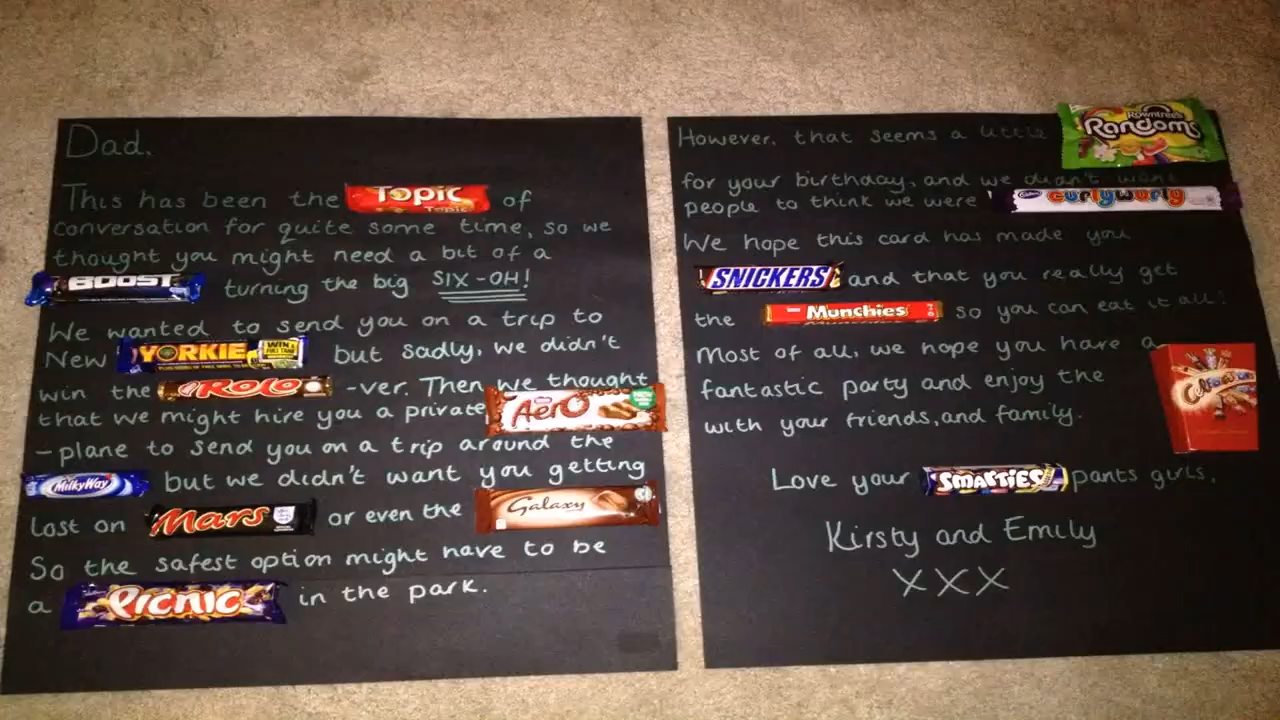 Dad,
This has been the Topic of
conversation for quite some time, so we
thought you might need a bit of a
BOOST turning the big SIX-OH!
We wanted to send you on a trip to
New YORKIE but sadly, we didn't
win the ROLO -ver. Then we thought
that we might hire you a private AERO
-plane to send you on a trip around the
MilkyWay but we didn't want you getting
lost on Mars or even the Galaxy
So the safest option might have to be
a Picnic in the park.
However, that seems a little ROWNTREE'S Randoms
for your birthday, and we didn't want
people to think we were Cadbury curlywurly
We hope this card has made you
SNICKERS and that you really get
the Munchies so you can eat it all!
Most of all, we hope you have a
fantastic party and enjoy the Celebrations
with your friends, and family.
Love your SMARTIES pants girls,
Kirsty and Emily
XXX